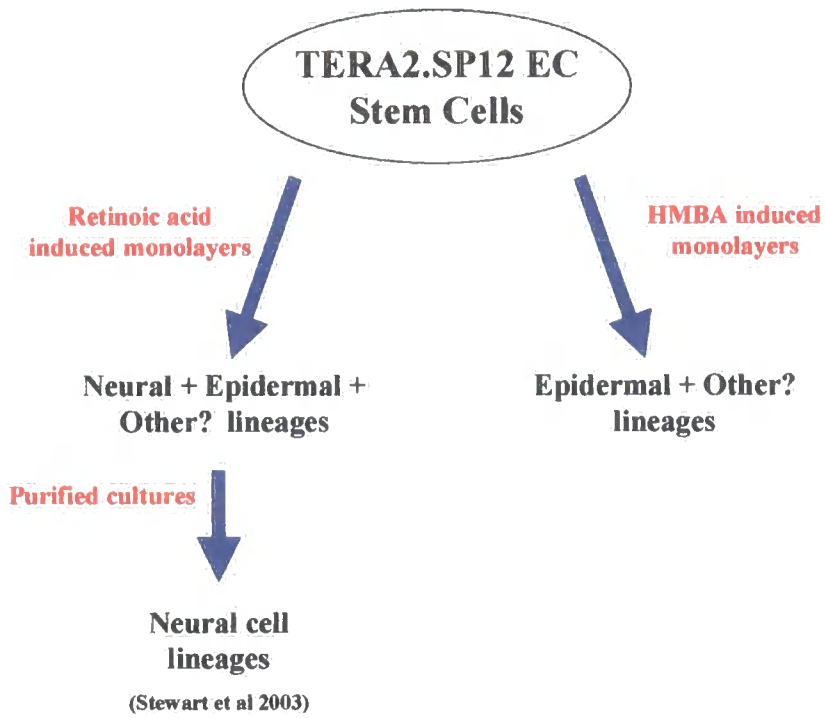 TERA2.SP12 EC
Stem Cells
Retinoic acid
induced monolayers
HMBA induced
monolayers
Neural + Epidermal +
Other? lineages
Epidermal + Other?
lineages
Purified cultures
Neural cell
lineages
(Stewart et al 2003)